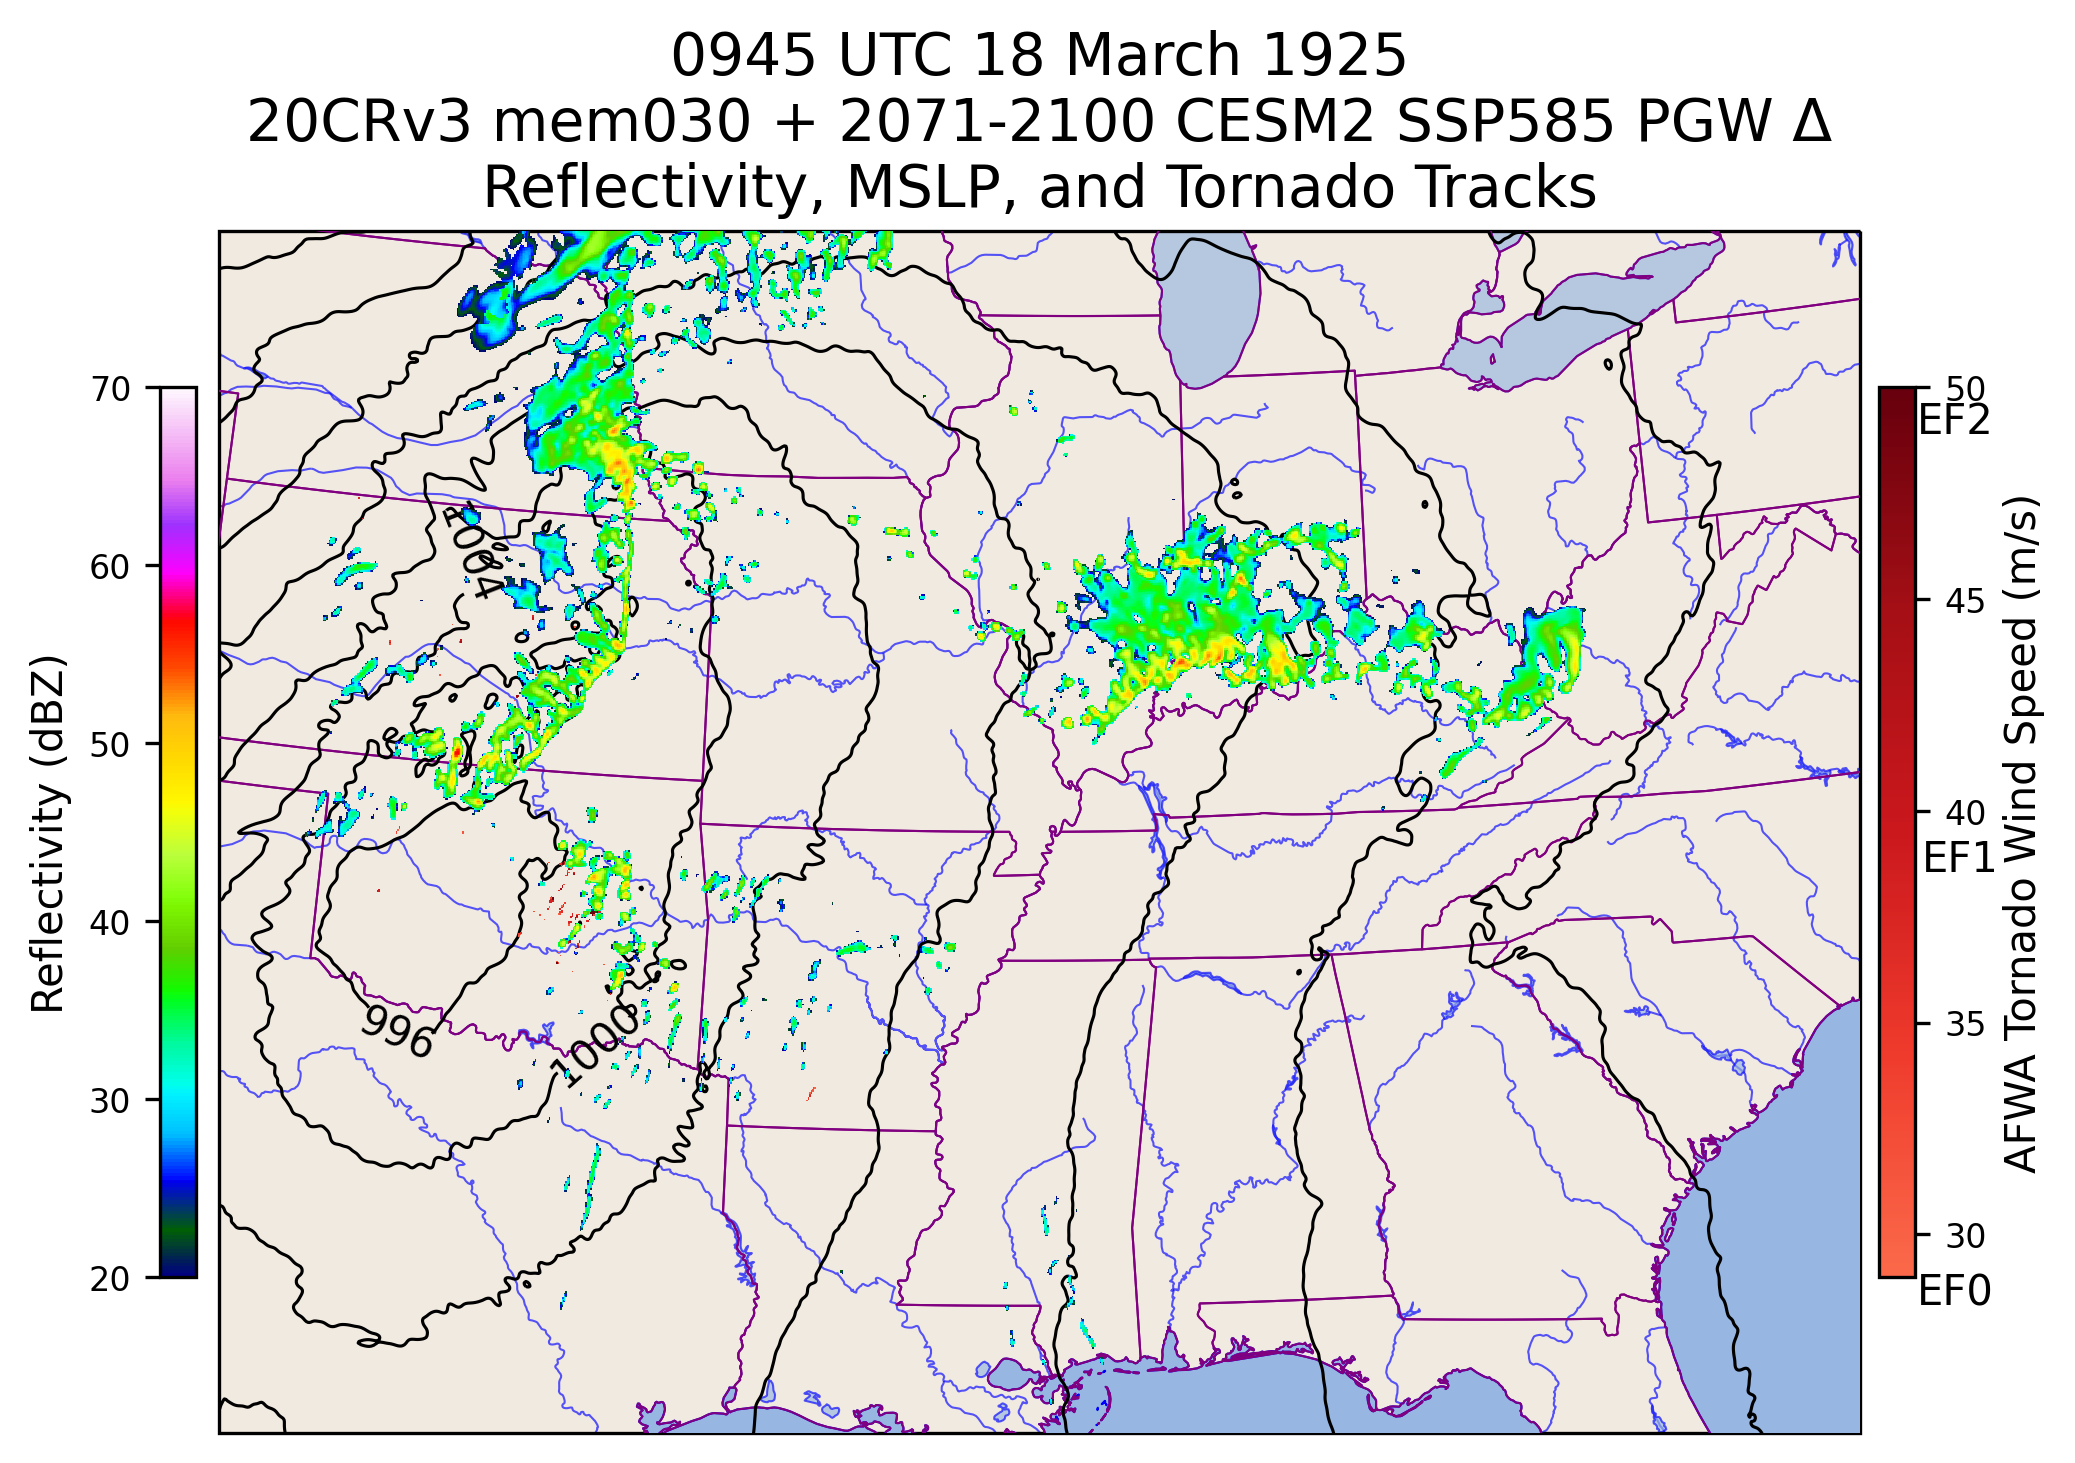 0945 UTC 18 March 1925
20CRv3 mem030 + 2071-2100 CESM2 SSP585 PGW Δ
Reflectivity, MSLP, and Tornado Tracks
70
60
50
40
30
20
Reflectivity (dBZ)
1004
996
1000
50
EF2
45
40
EF1
35
30
EF0
AFWA Tornado Wind Speed (m/s)